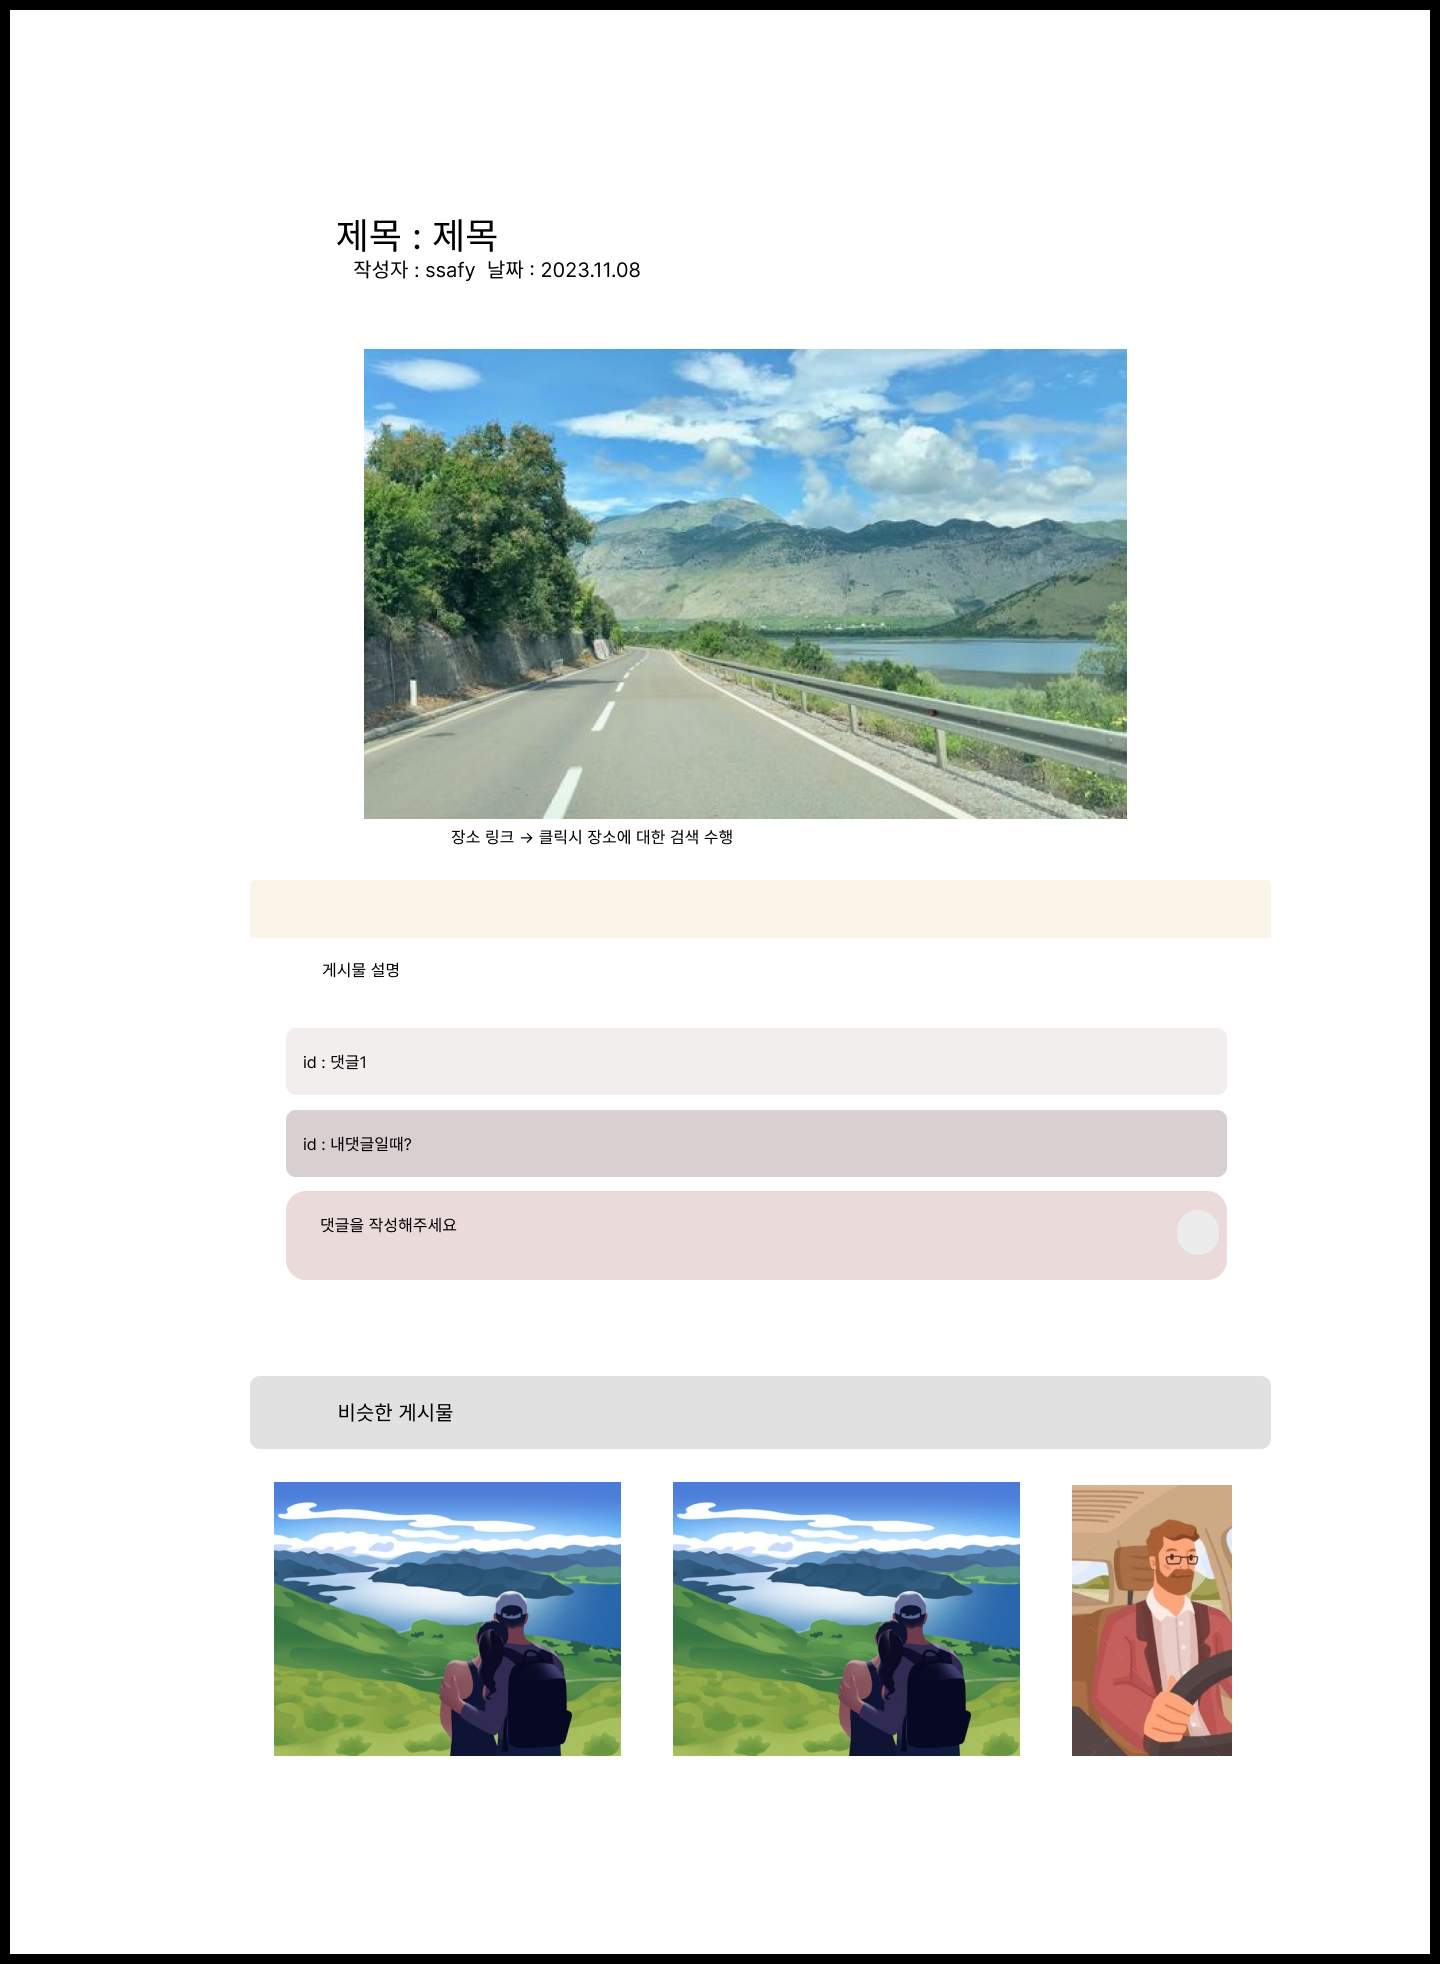 제목 : 제목
작성자 : ssafy 날짜 : 2023.11.08
장소 링크 → 클릭시 장소에 대한 검색 수행
게시물 설명
id : 댓글1
id : 내댓글일때?
댓글을 작성해주세요
비슷한 게시물